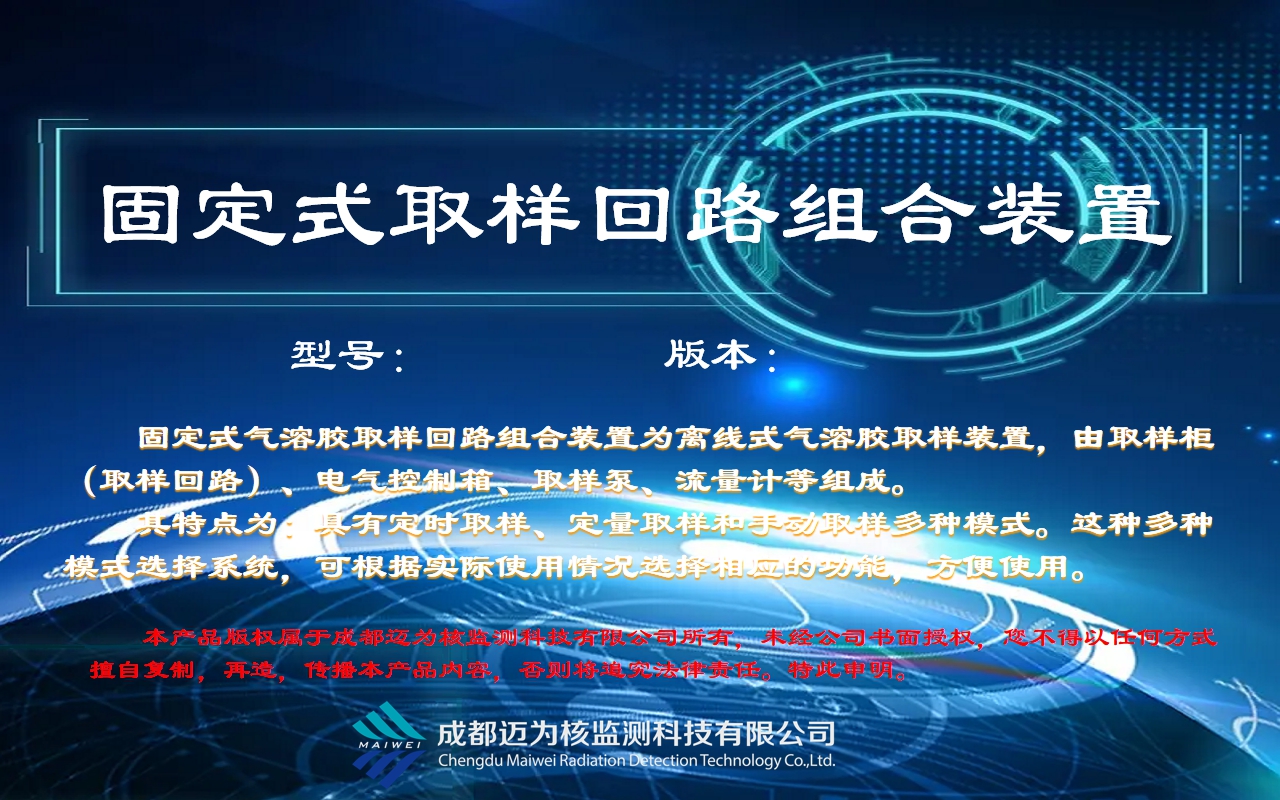 固定式取样回路组合装置
型号： 版本：
固定式气溶胶取样回路组合装置为离线式气溶胶取样装置，由取样柜
（取样回路）、电气控制箱、取样泵、流量计等组成。
其特点为：具有定时取样、定量取样和手动取样多种模式。这种多种
模式选择系统，可根据实际使用情况选择相应的功能，方便使用。
本产品版权属于成都迈为核监测科技有限公司所有，未经公司书面授权，您不得以任何方式
擅自复制，再造，传播本产品内容，否则将追究法律责任。特此申明。
MAIWEI 成都迈为核监测科技有限公司
Chengdu Maiwei Radiation Detection Technology Co.,Ltd.